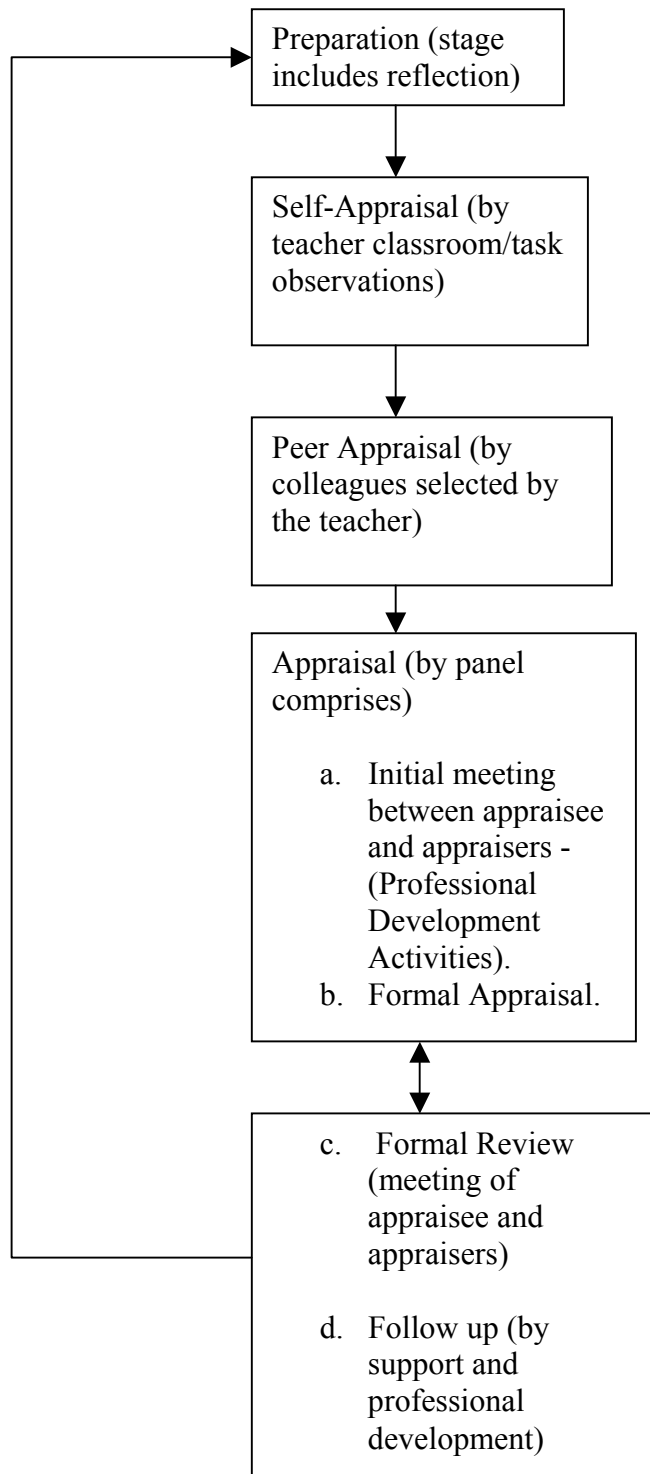 Preparation (stage
includes reflection)
Self-Appraisal (by
teacher classroom/task
observations)
Peer Appraisal (by
colleagues selected by
the teacher)
Appraisal (by panel
comprises)
a. Initial meeting
between appraisee
and appraisers -
(Professional
Development
Activities).
b. Formal Appraisal.
c. Formal Review
(meeting of
appraisee and
appraisers)
d. Follow up (by
support and
professional
development)